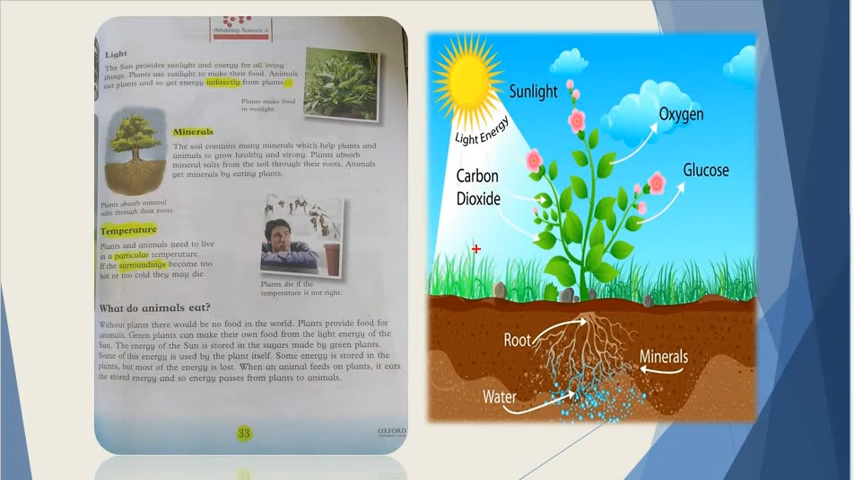 Amazing Science 6
Light
The Sun provides sunlight and energy for all living
things. Plants use sunlight to make their food. Animals
eat plants and so get energy indirectly from plants.
Plants make food
in sunlight.
Minerals
The soil contains many minerals which help plants and
animals to grow healthy and strong. Plants absorb
mineral salts from the soil through their roots. Animals
get minerals by eating plants.
Plants absorb mineral
salts through their roots.
Temperature
Plants and animals need to live
in a particular temperature.
If the surroundings become too
hot or too cold they may die.
Plants die if the
temperature is not right.
What do animals eat?
Without plants there would be no food in the world. Plants provide food for
animals. Green plants can make their own food from the light energy of the
Sun. The energy of the Sun is stored in the sugars made by green plants.
Some of this energy is used by the plant itself. Some energy is stored in the
plants, but most of the energy is lost. When an animal feeds on plants, it eats
the stored energy and so energy passes from plants to animals.
33
OXFORD
Sunlight
Light Energy
Oxygen
Glucose
Carbon
Dioxide
Root
Minerals
Water